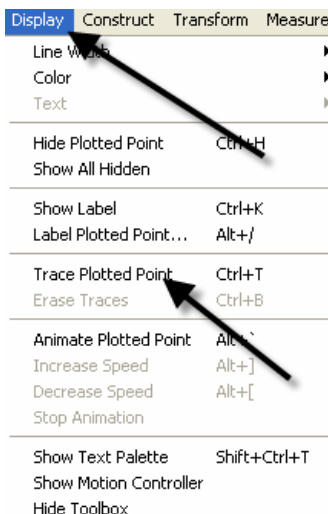 Display Construct Transform Measure
Line Width
Color
Text
Hide Plotted Point Ctrl+H
Show All Hidden
Show Label Ctrl+K
Label Plotted Point... Alt+/
Trace Plotted Point Ctrl+T
Erase Traces Ctrl+B
Animate Plotted Point Alt+`
Increase Speed Alt+]
Decrease Speed Alt+[
Stop Animation
Show Text Palette Shift+Ctrl+T
Show Motion Controller
Hide Toolbox